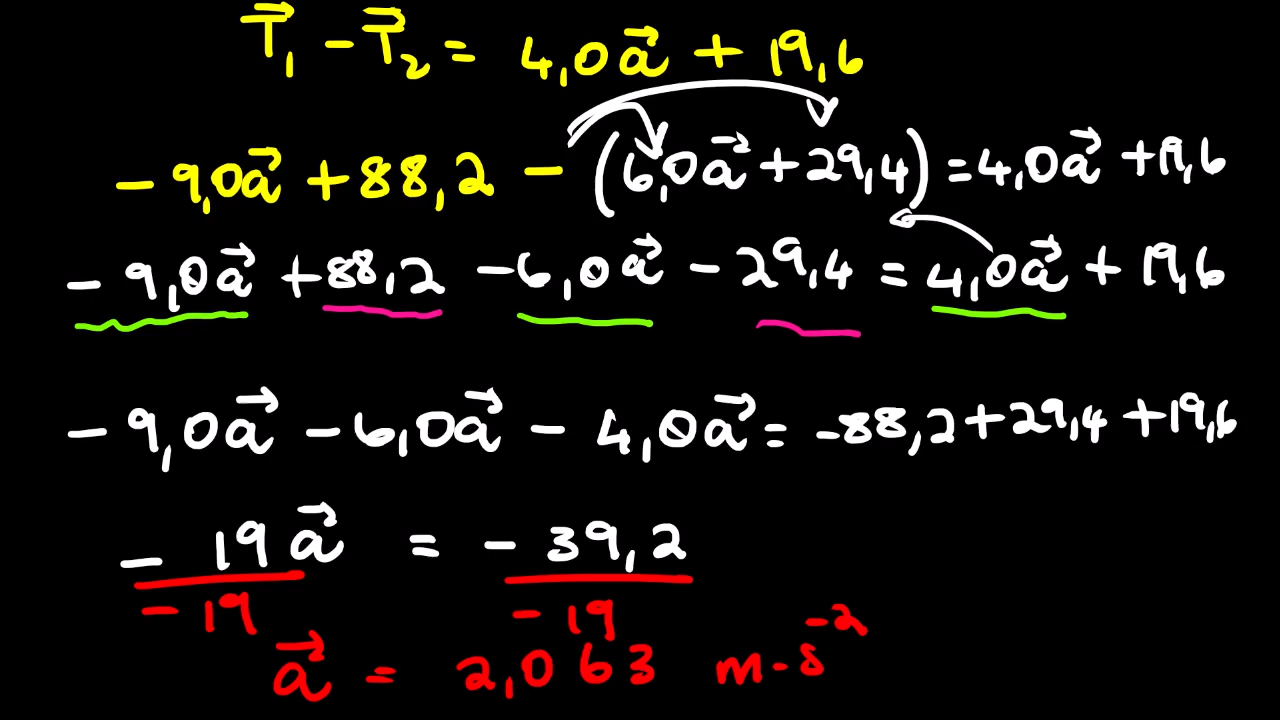 T⃗₁ - T⃗₂ = 4,0a⃗ + 19,6
- 9,0a⃗ + 88,2 - (6,0a⃗ + 29,4) = 4,0a⃗ + 19,6
- 9,0a⃗ + 88,2 - 6,0a⃗ - 29,4 = 4,0a⃗ + 19,6
- 9,0a⃗ - 6,0a⃗ - 4,0a⃗ = -88,2 + 29,4 + 19,6
- 19a⃗ = - 39,2
- 19 - 19
a⃗ = 2,063 m·s⁻²